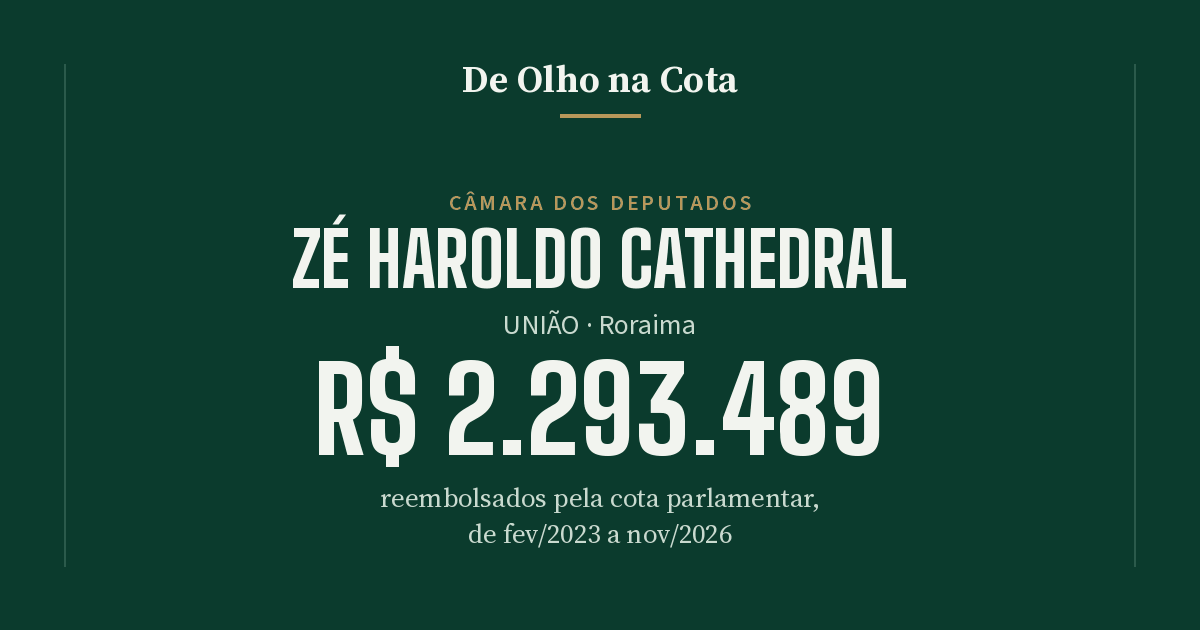 De Olho na Cota
CÂMARA DOS DEPUTADOS
ZÉ HAROLDO CATHEDRAL
UNIÃO · Roraima
R$ 2.293.489
reembolsados pela cota parlamentar,
de fev/2023 a nov/2026